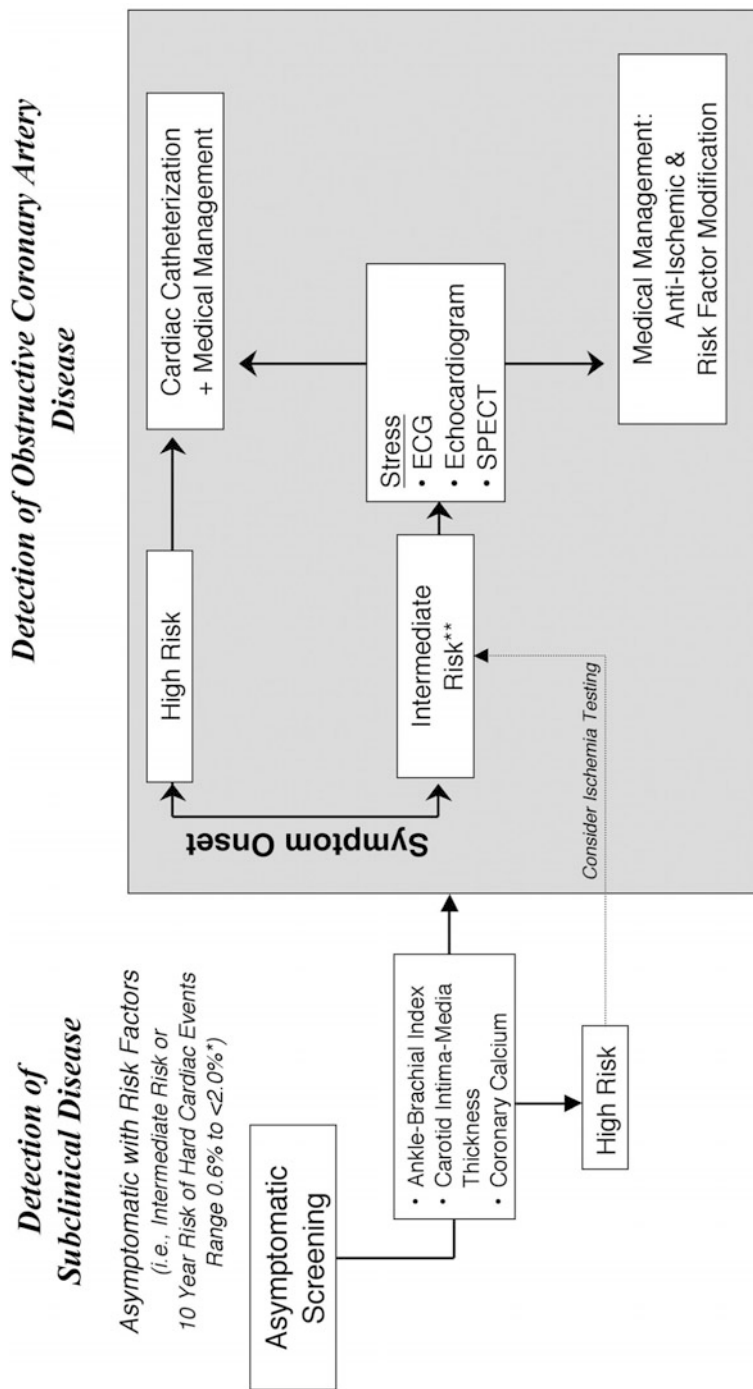 Detection of
Subclinical Disease
Asymptomatic with Risk Factors
(i.e., Intermediate Risk or
10 Year Risk of Hard Cardiac Events
Range 0.6% to <2.0%*)
Asymptomatic
Screening
• Ankle-Brachial Index
• Carotid Intima-Media
Thickness
• Coronary Calcium
High Risk
Consider Ischemia Testing
Detection of Obstructive Coronary Artery
Disease
Symptom Onset
High Risk
Cardiac Catheterization
+ Medical Management
Intermediate
Risk**
Stress
• ECG
• Echocardiogram
• SPECT
Medical Management:
Anti-Ischemic &
Risk Factor Modification